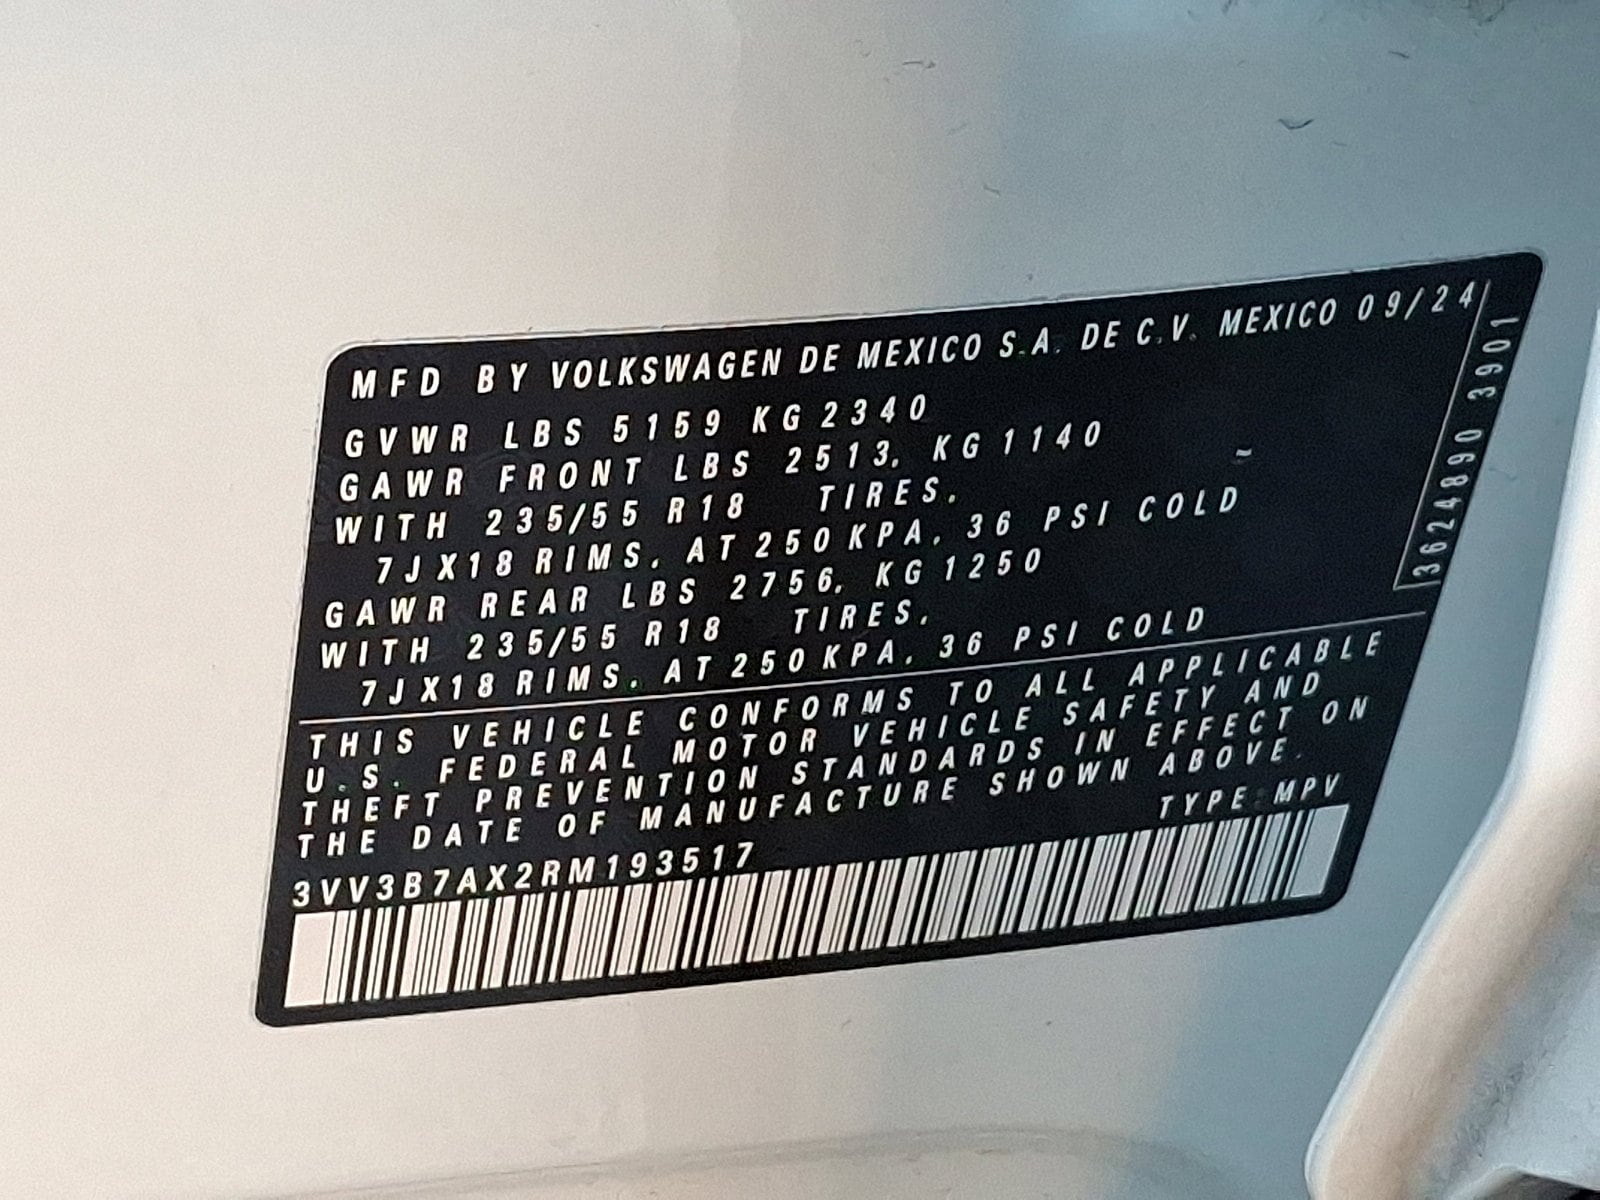 MFD BY VOLKSWAGEN DE MEXICO S.A. DE C.V. MEXICO 09/24
GVWR LBS 5159 KG 2340
GAWR FRONT LBS 2513, KG 1140
WITH 235/55 R18 TIRES,
7JX18 RIMS, AT 250 KPA, 36 PSI COLD
GAWR REAR LBS 2756, KG 1250
WITH 235/55 R18 TIRES,
7JX18 RIMS, AT 250 KPA, 36 PSI COLD
THIS VEHICLE CONFORMS TO ALL APPLICABLE
U.S. FEDERAL MOTOR VEHICLE SAFETY AND
THEFT PREVENTION STANDARDS IN EFFECT ON
THE DATE OF MANUFACTURE SHOWN ABOVE.
3VV3B7AX2RM193517 TYPE:MPV
3624890 3901